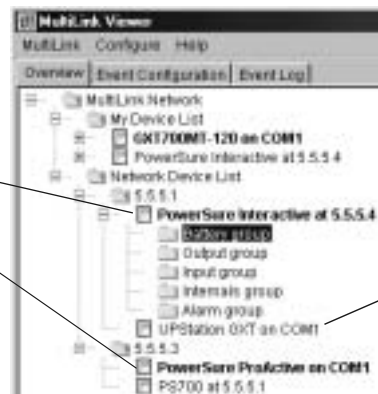 MultiLink Viewer
MultiLink Configure Help
Overview Event Configuration Event Log
MultiLink Network
My Device List
GXT700MT-120 on COM1
PowerSure Interactive at 5.5.5.4
Network Device List
5.5.5.1
PowerSure Interactive at 5.5.5.4
Battery group
Output group
Input group
Internals group
Alarm group
UPStation GXT on COM1
5.5.5.3
PowerSure ProActive on COM1
PS700 at 5.5.5.1